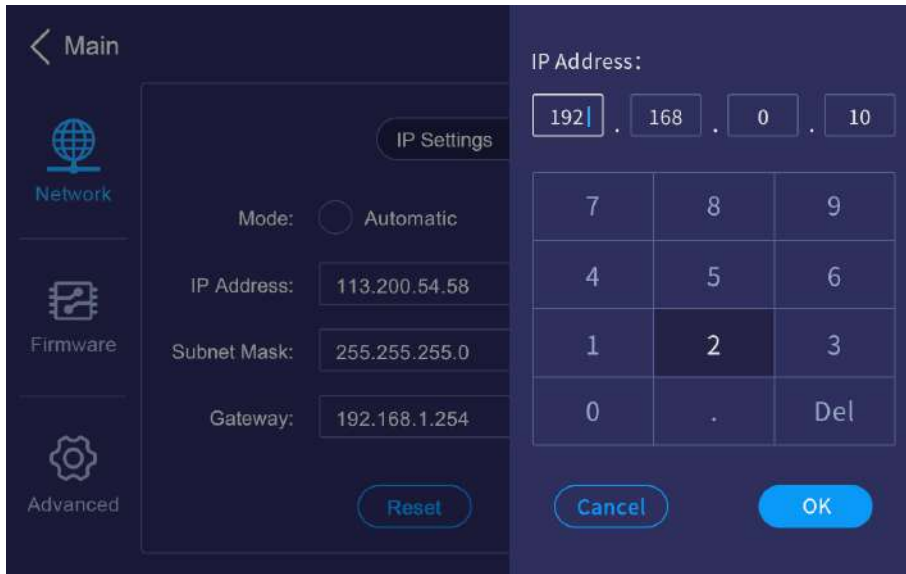 Main
Network
Firmware
Advanced
IP Settings
Mode: Automatic
IP Address: 113.200.54.58
Subnet Mask: 255.255.255.0
Gateway: 192.168.1.254
Reset
IP Address:
192 . 168 . 0 . 10
7 8 9
4 5 6
1 2 3
0 . Del
Cancel OK